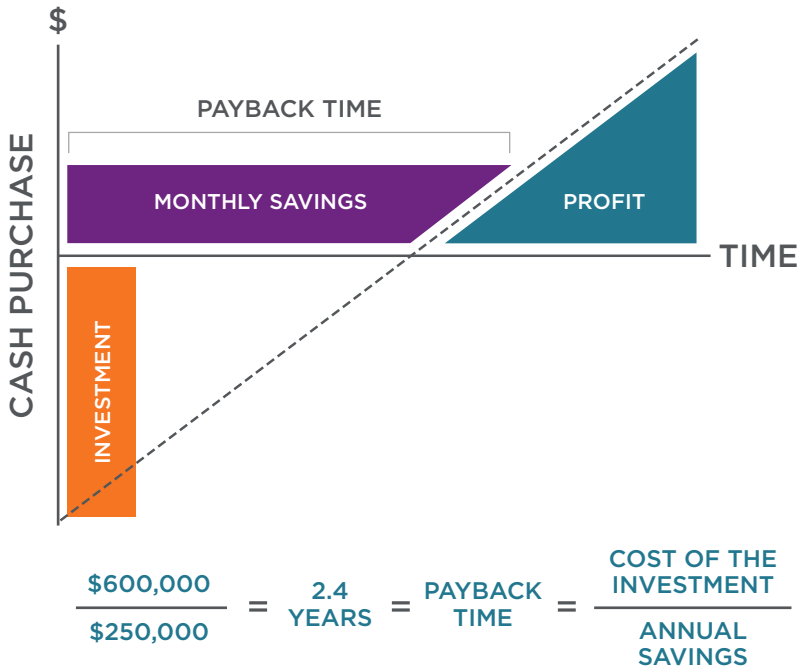 $
CASH PURCHASE
PAYBACK TIME
MONTHLY SAVINGS
PROFIT
TIME
INVESTMENT
$600,000
$250,000
=
2.4
YEARS
=
PAYBACK
TIME
=
COST OF THE
INVESTMENT
ANNUAL
SAVINGS